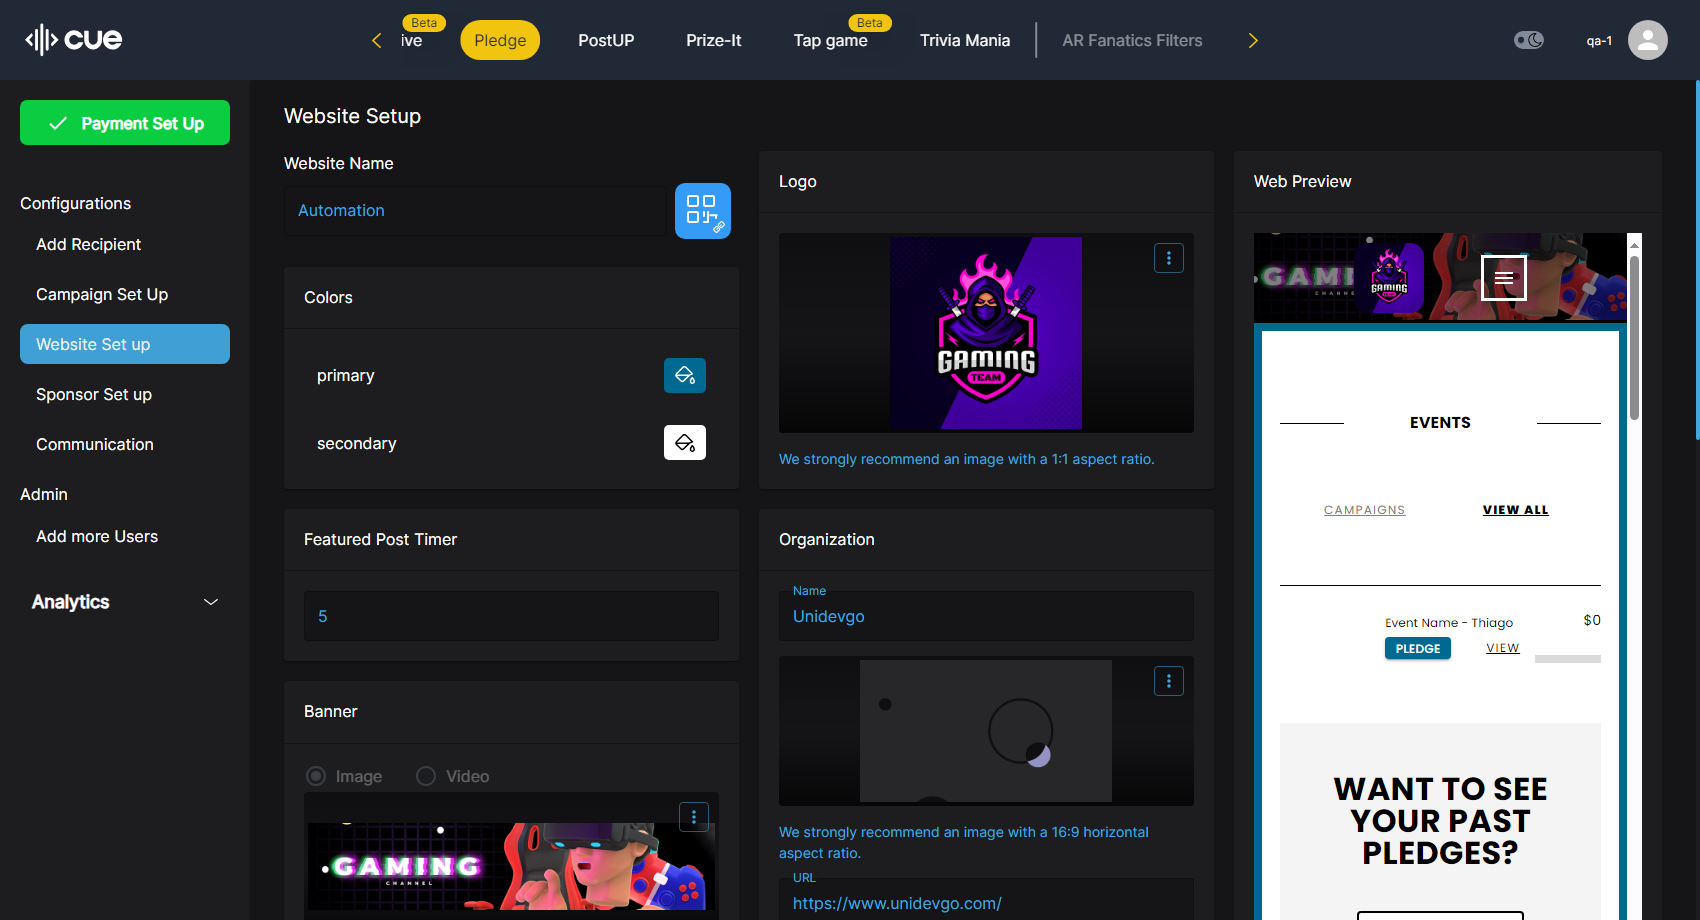 cue
ive
Beta
Pledge
PostUP
Prize-It
Tap game
Beta
Trivia Mania
AR Fanatics Filters
qa-1
Payment Set Up
Configurations
Add Recipient
Campaign Set Up
Website Set up
Sponsor Set up
Communication
Admin
Add more Users
Analytics
Website Setup
Website Name
Automation
Colors
primary
secondary
Featured Post Timer
5
Banner
Image
Video
GAMING
CHANNEL
Logo
GAMING
TEAM
We strongly recommend an image with a 1:1 aspect ratio.
Organization
Name
Unidevgo
We strongly recommend an image with a 16:9 horizontal
aspect ratio.
URL
https://www.unidevgo.com/
Web Preview
GAMI
CHANN
GAMING
TEAM
EVENTS
CAMPAIGNS
VIEW ALL
Event Name - Thiago
$0
PLEDGE
VIEW
WANT TO SEE
YOUR PAST
PLEDGES?